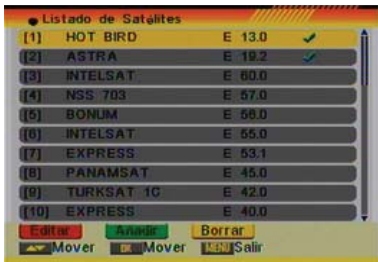 Listado de Satélites
[1] HOT BIRD E 13.0
[2] ASTRA E 19.2
[3] INTELSAT E 60.0
[4] NSS 703 E 57.0
[5] BONUM E 56.0
[6] INTELSAT E 55.0
[7] EXPRESS E 53.1
[8] PANAMSAT E 45.0
[9] TURKSAT 1C E 42.0
[10] EXPRESS E 40.0
Editar Anadir Borrar
Mover OK Mover MENU Salir